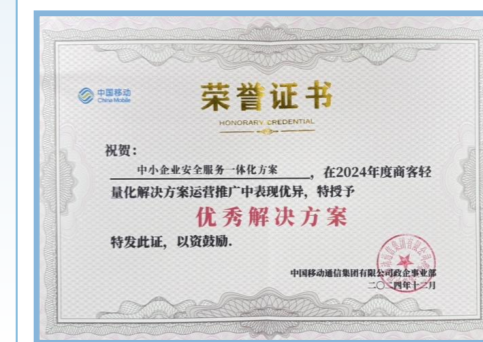 中国移动
China Mobile
荣誉证书
HONORARY CREDENTIAL
祝贺:
中小企业安全服务一体化方案,在2024年度商客轻
量化解决方案运营推广中表现优异,特授予
优秀解决方案
特发此证,以资鼓励.
中国移动通信集团有限公司政企事业部
二〇二四年十二月